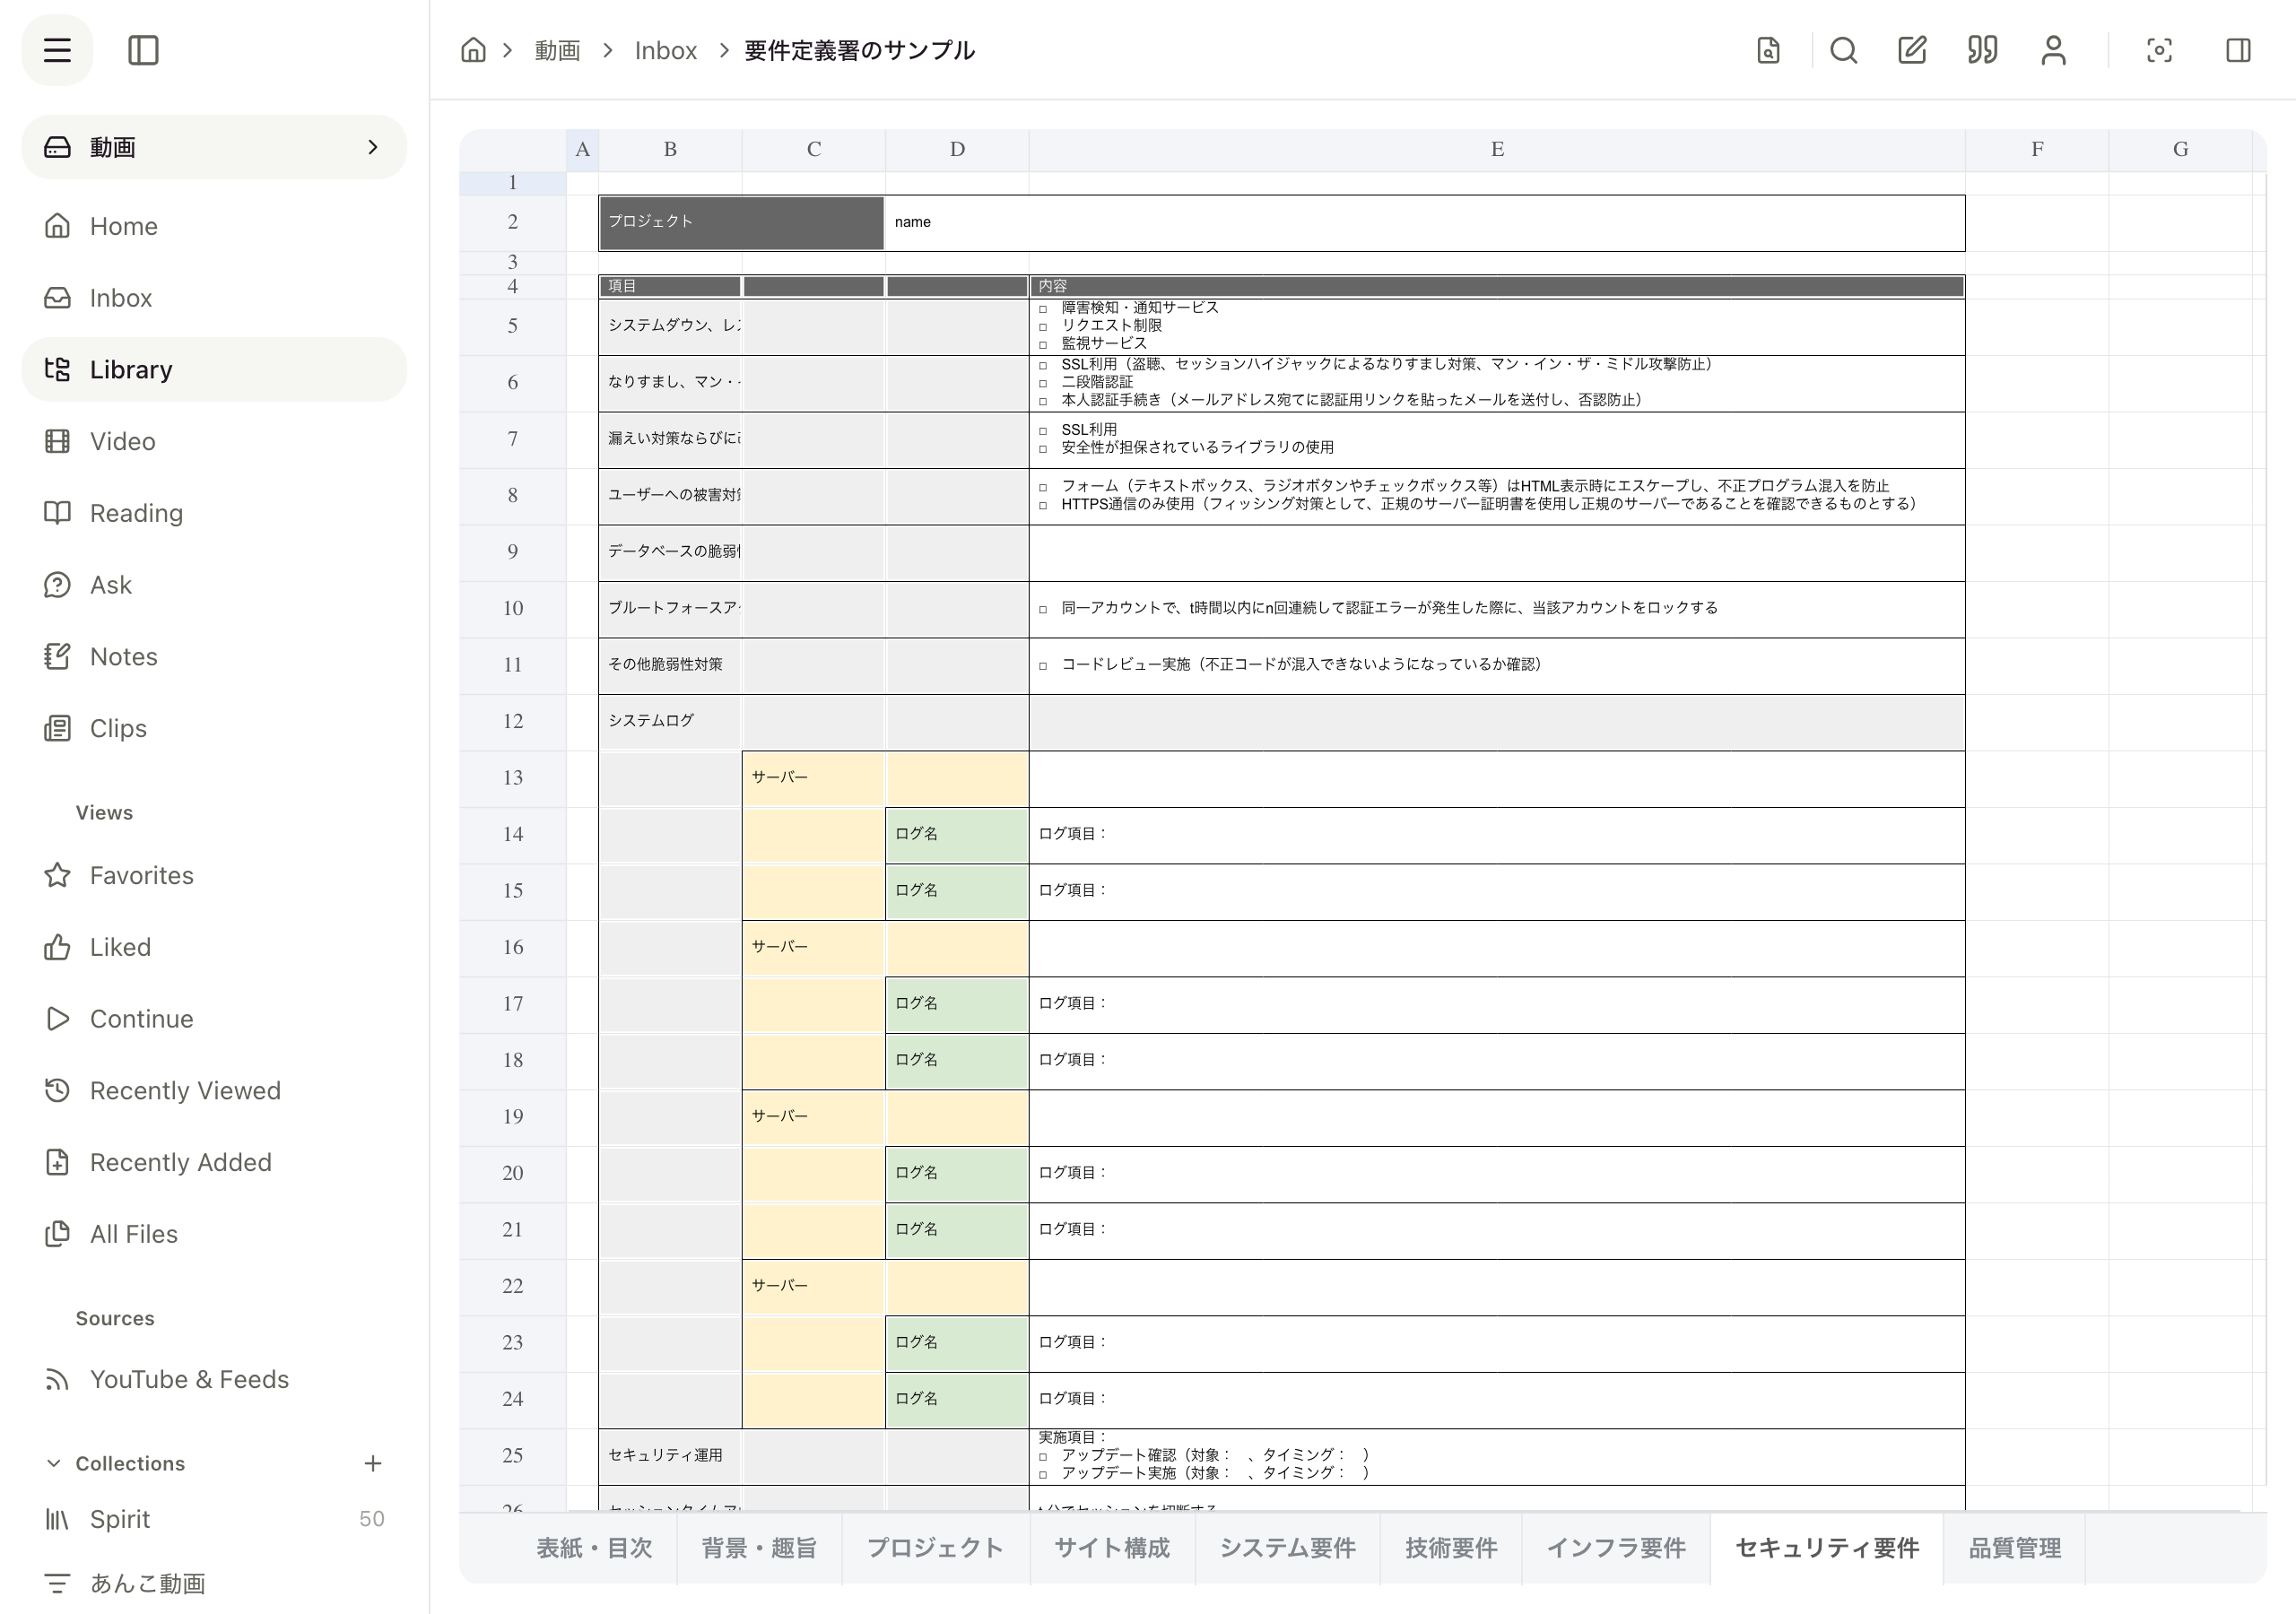 動画 > Inbox > 要件定義署のサンプル
動画
Home
Inbox
Library
Video
Reading
Ask
Notes
Clips
Views
Favorites
Liked
Continue
Recently Viewed
Recently Added
All Files
Sources
YouTube & Feeds
Collections
Spirit 50
あんこ動画
A B C D E F G
1
2 プロジェクト name
3
4 項目 内容
5 システムダウン、レ
□ 障害検知・通知サービス
□ リクエスト制限
□ 監視サービス
6 なりすまし、マン・
□ SSL利用（盗聴、セッションハイジャックによるなりすまし対策、マン・イン・ザ・ミドル攻撃防止）
□ 二段階認証
□ 本人認証手続き（メールアドレス宛てに認証用リンクを貼ったメールを送付し、否認防止）
7 漏えい対策ならびに
□ SSL利用
□ 安全性が担保されているライブラリの使用
8 ユーザーへの被害対
□ フォーム（テキストボックス、ラジオボタンやチェックボックス等）はHTML表示時にエスケープし、不正プログラム混入を防止
□ HTTPS通信のみ使用（フィッシング対策として、正規のサーバー証明書を使用し正規のサーバーであることを確認できるものとする）
9 データベースの脆弱
10 ブルートフォースア
□ 同一アカウントで、t時間以内にn回連続して認証エラーが発生した際に、当該アカウントをロックする
11 その他脆弱性対策
□ コードレビュー実施（不正コードが混入できないようになっているか確認）
12 システムログ
13 サーバー
14 ログ名 ログ項目：
15 ログ名 ログ項目：
16 サーバー
17 ログ名 ログ項目：
18 ログ名 ログ項目：
19 サーバー
20 ログ名 ログ項目：
21 ログ名 ログ項目：
22 サーバー
23 ログ名 ログ項目：
24 ログ名 ログ項目：
25 セキュリティ運用
実施項目：
□ アップデート確認（対象：　、タイミング：　）
□ アップデート実施（対象：　、タイミング：　）
表紙・目次 背景・趣旨 プロジェクト サイト構成 システム要件 技術要件 インフラ要件 セキュリティ要件 品質管理